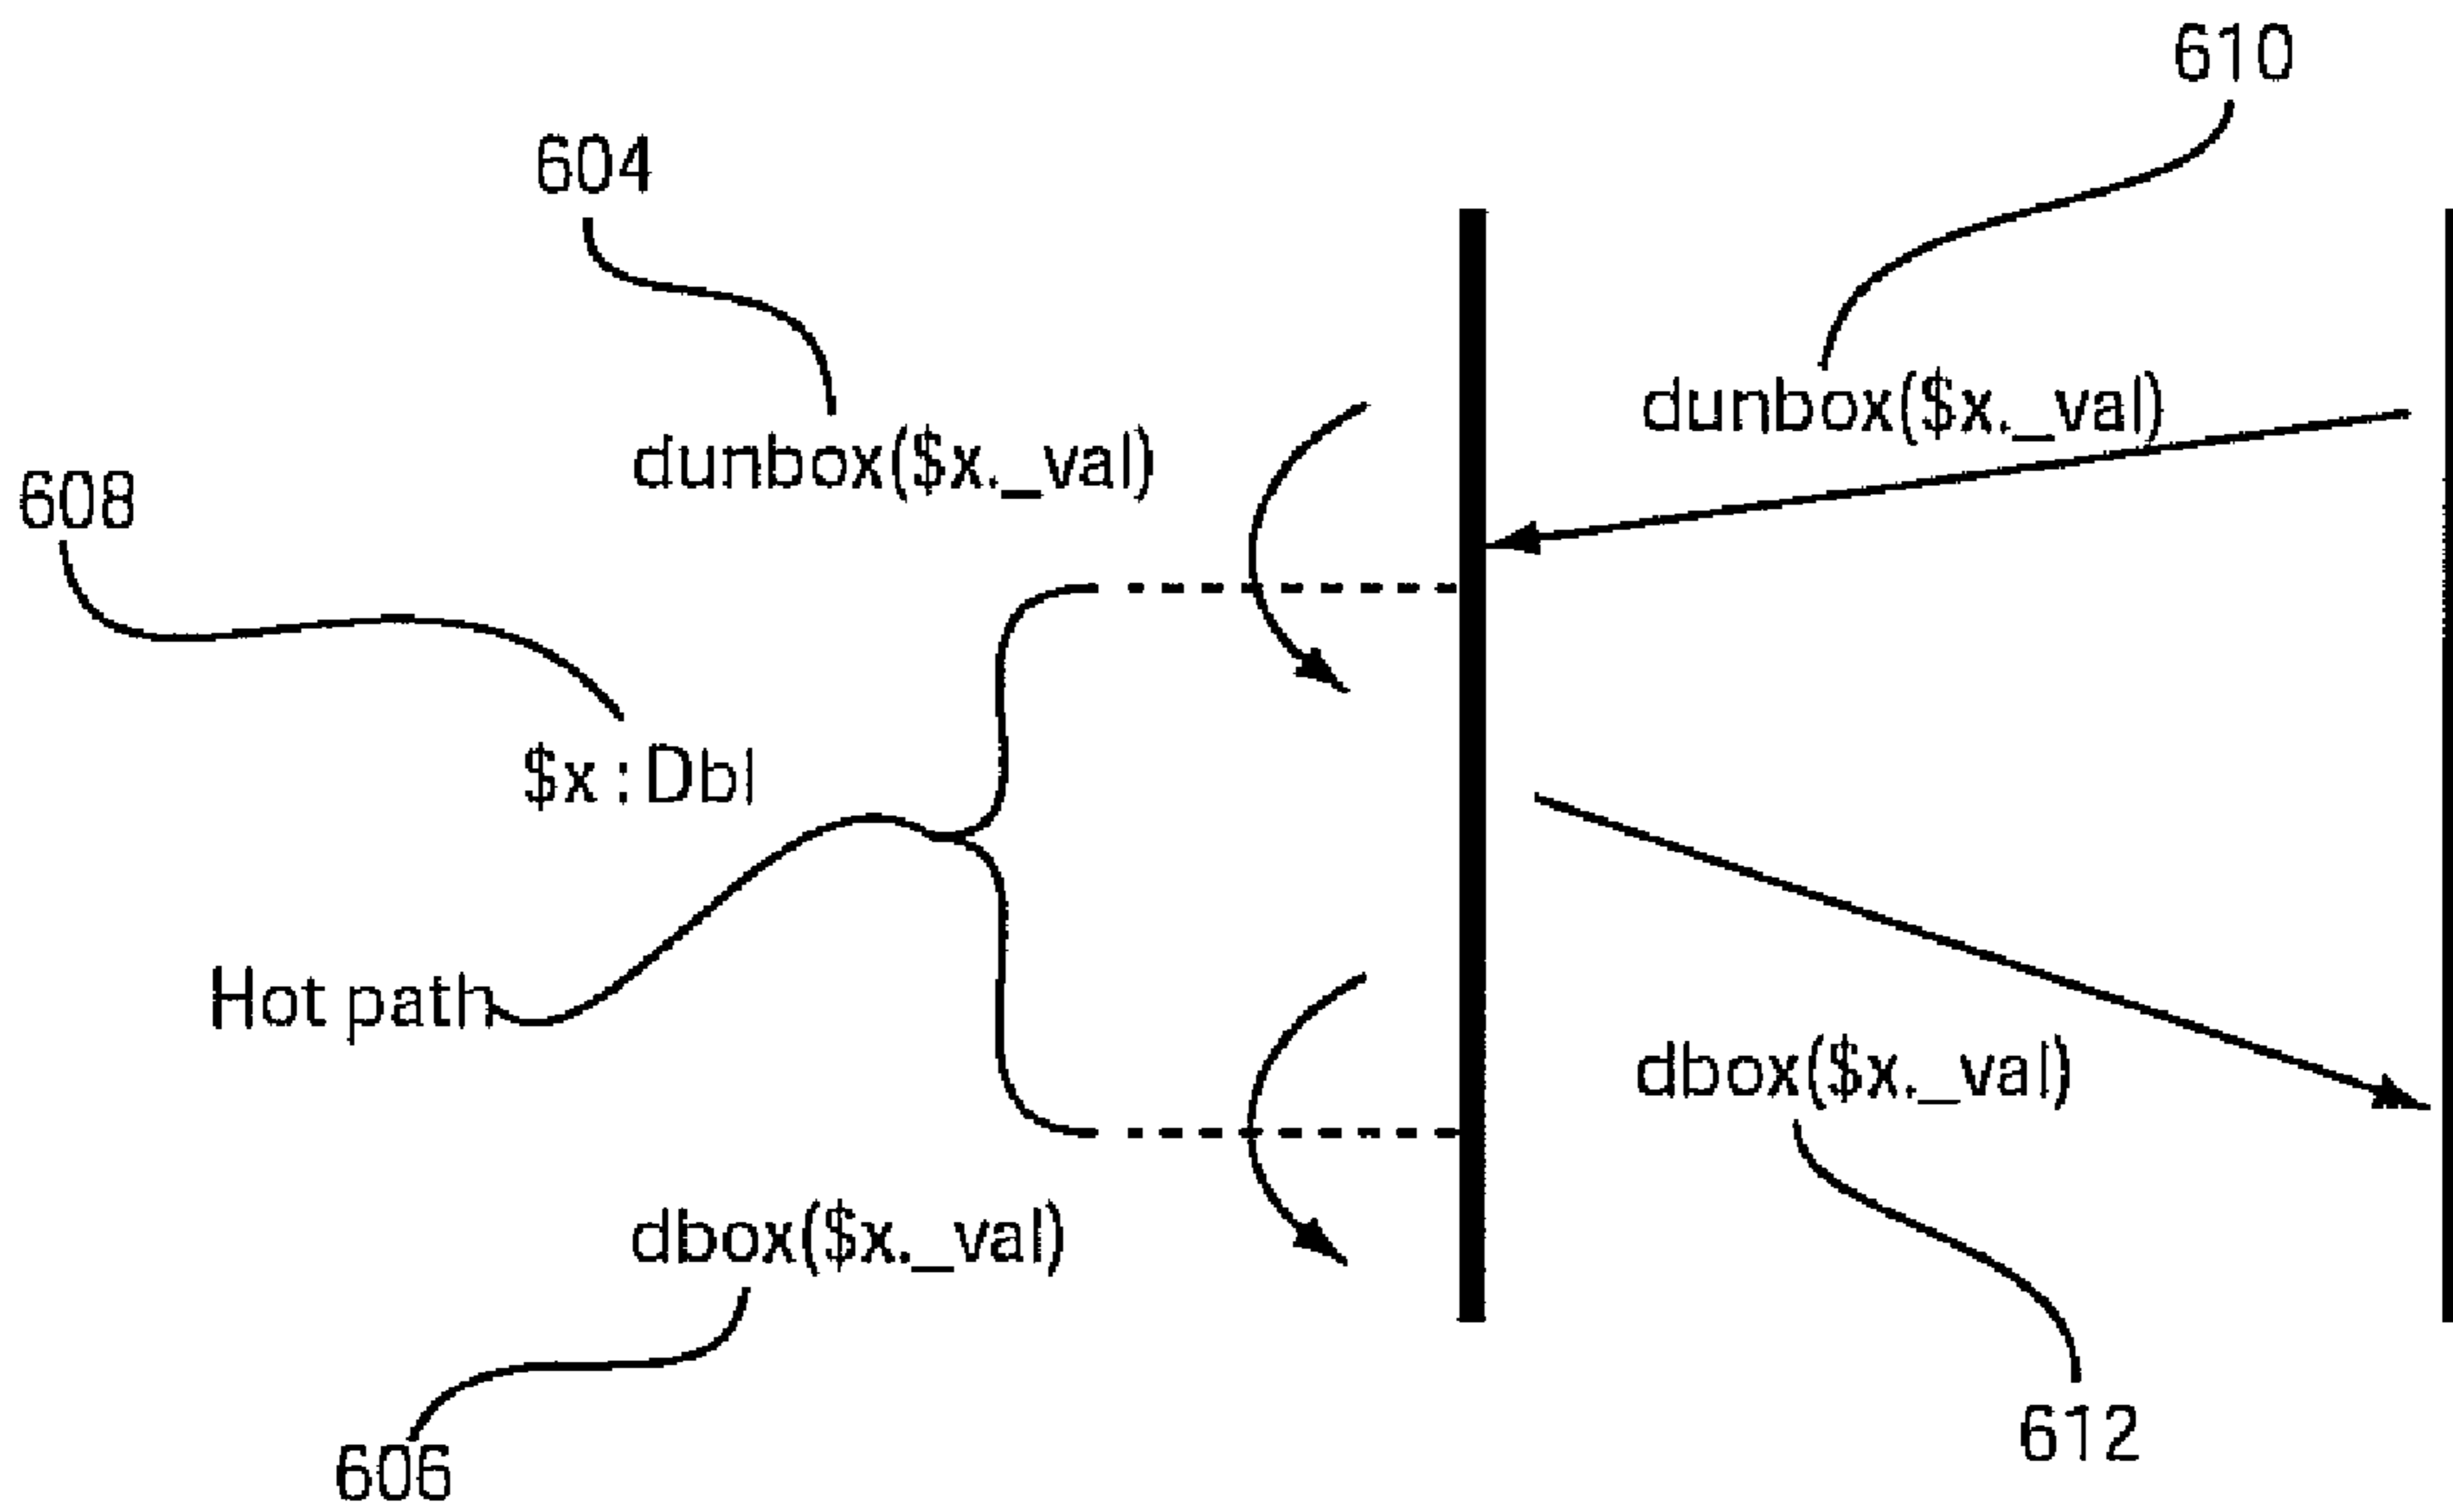 610
604
dunbox($x._val)
dunbox($x._val)
608
$x : Dbl
Hot path
dbox($x._val)
dbox($x._val)
612
606